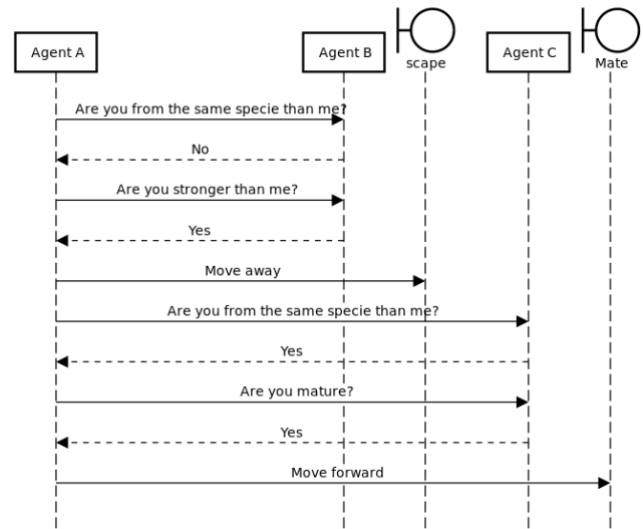 Agent A
Agent B
scape
Agent C
Mate
Are you from the same specie than me?
No
Are you stronger than me?
Yes
Move away
Are you from the same specie than me?
Yes
Are you mature?
Yes
Move forward